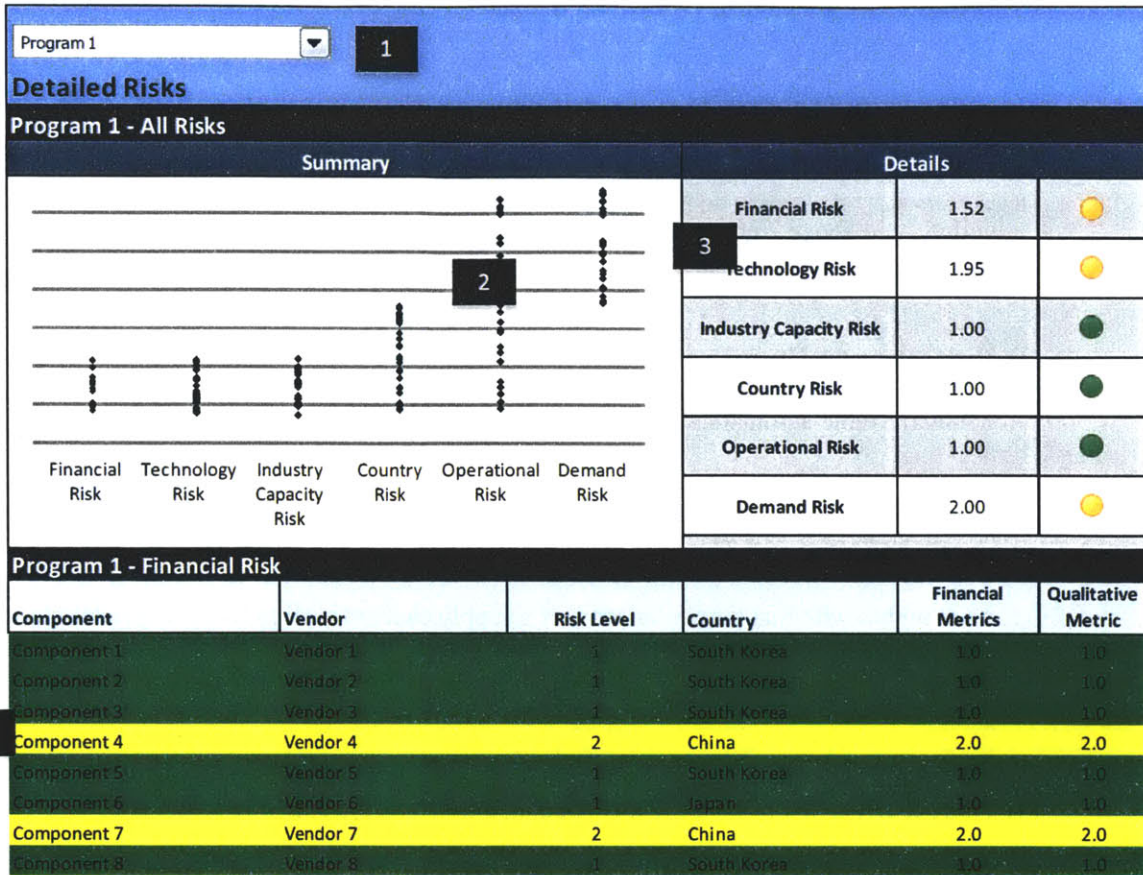 Program 1
1
Detailed Risks
Program 1 - All Risks
Summary
Details
2
3
Financial Risk
Technology Risk
Industry Capacity Risk
Country Risk
Operational Risk
Demand Risk
Financial Risk 1.52
Technology Risk 1.95
Industry Capacity Risk 1.00
Country Risk 1.00
Operational Risk 1.00
Demand Risk 2.00
Program 1 - Financial Risk
Component Vendor Risk Level Country Financial Metrics Qualitative Metric
Component 1 Vendor 1 1 South Korea 1.0 1.0
Component 2 Vendor 2 1 South Korea 1.0 1.0
Component 3 Vendor 3 1 South Korea 1.0 1.0
Component 4 Vendor 4 2 China 2.0 2.0
Component 5 Vendor 5 1 South Korea 1.0 1.0
Component 6 Vendor 6 1 Japan 1.0 1.0
Component 7 Vendor 7 2 China 2.0 2.0
Component 8 Vendor 8 1 South Korea 1.0 1.0